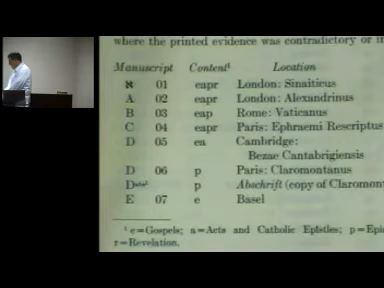 where the printed evidence was contradictory or i
Manuscript Content¹ Location
ℵ 01 eapr London: Sinaiticus
A 02 eapr London: Alexandrinus
B 03 eap Rome: Vaticanus
C 04 eapr Paris: Ephraemi Rescriptus
D 05 ea Cambridge:
Bezae Cantabrigiensis
D 06 p Paris: Claromontanus
Dabs¹ p Abschrift (copy of Claromon
E 07 e Basel
¹ e=Gospels; a=Acts and Catholic Epistles; p=Epi
r=Revelation.